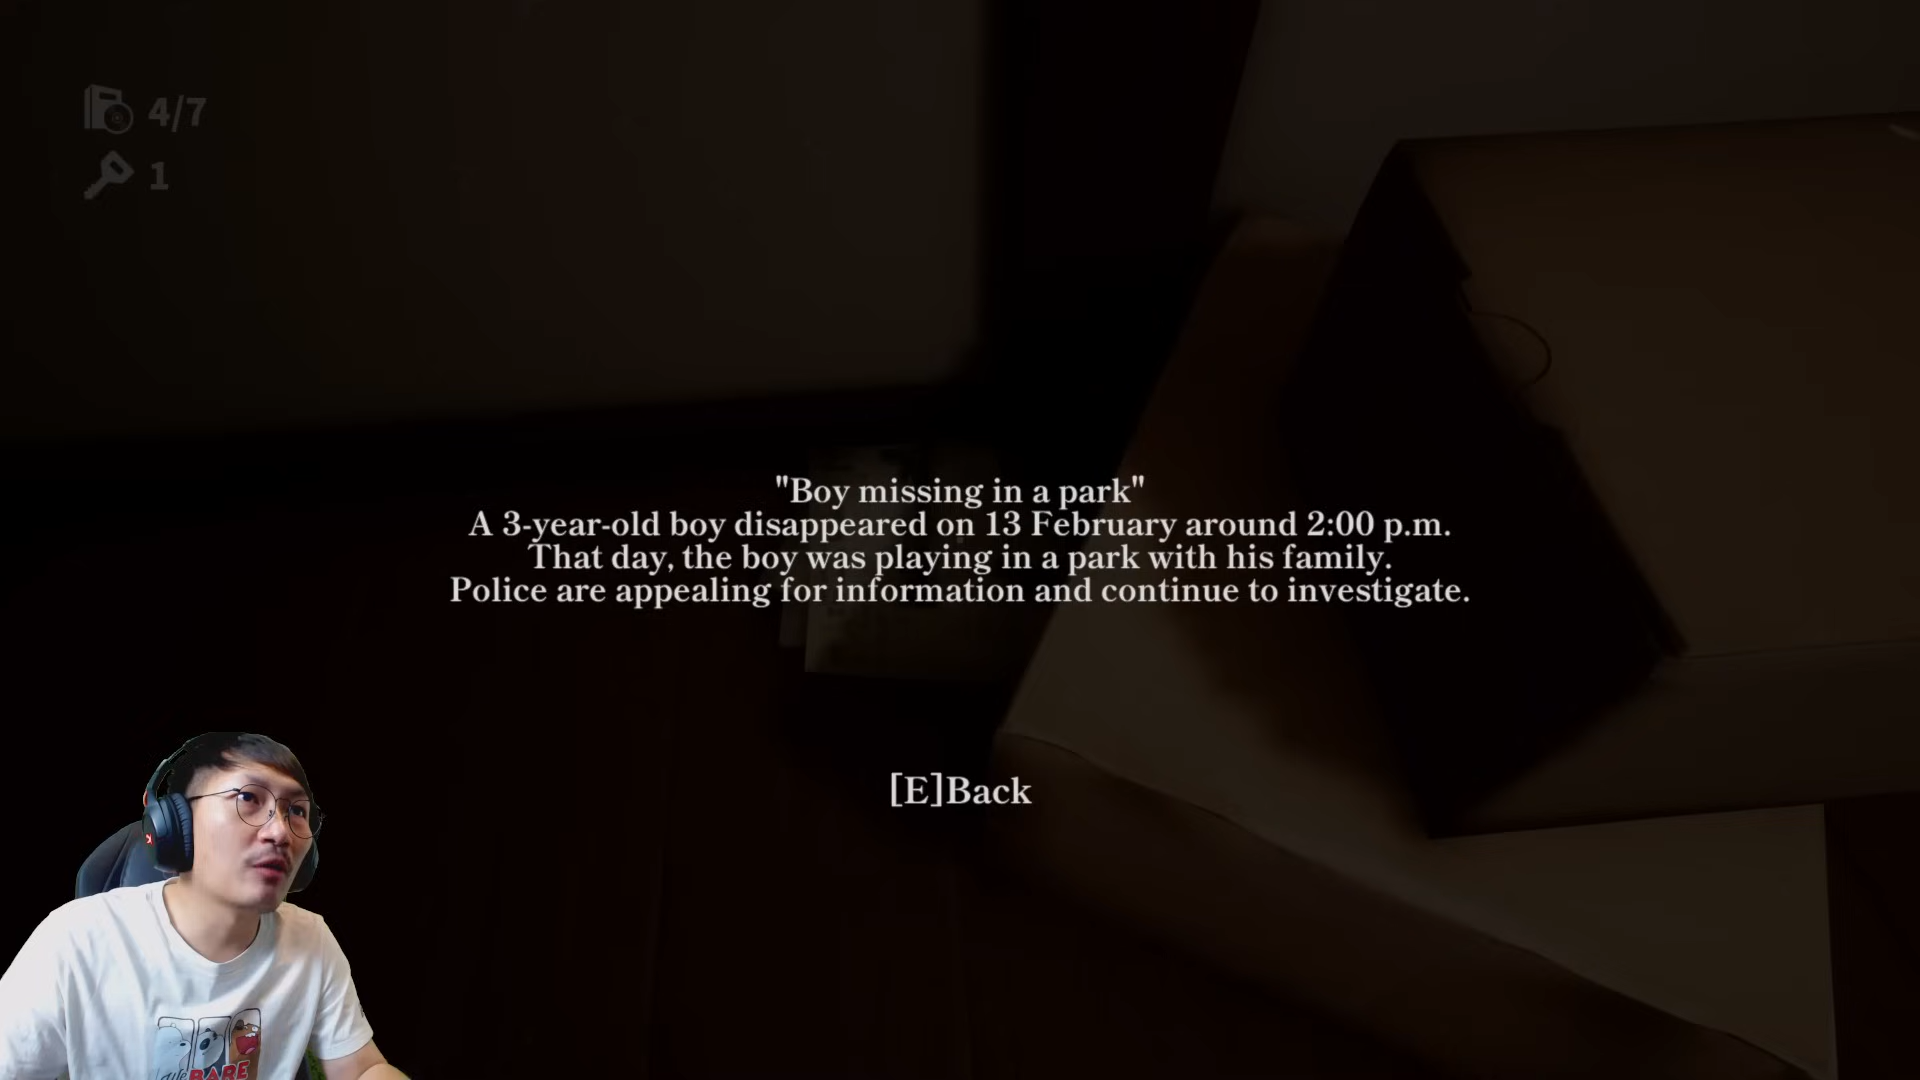 4/7
1
"Boy missing in a park"
A 3-year-old boy disappeared on 13 February around 2:00 p.m.
That day, the boy was playing in a park with his family.
Police are appealing for information and continue to investigate.
[E]Back
We BARE